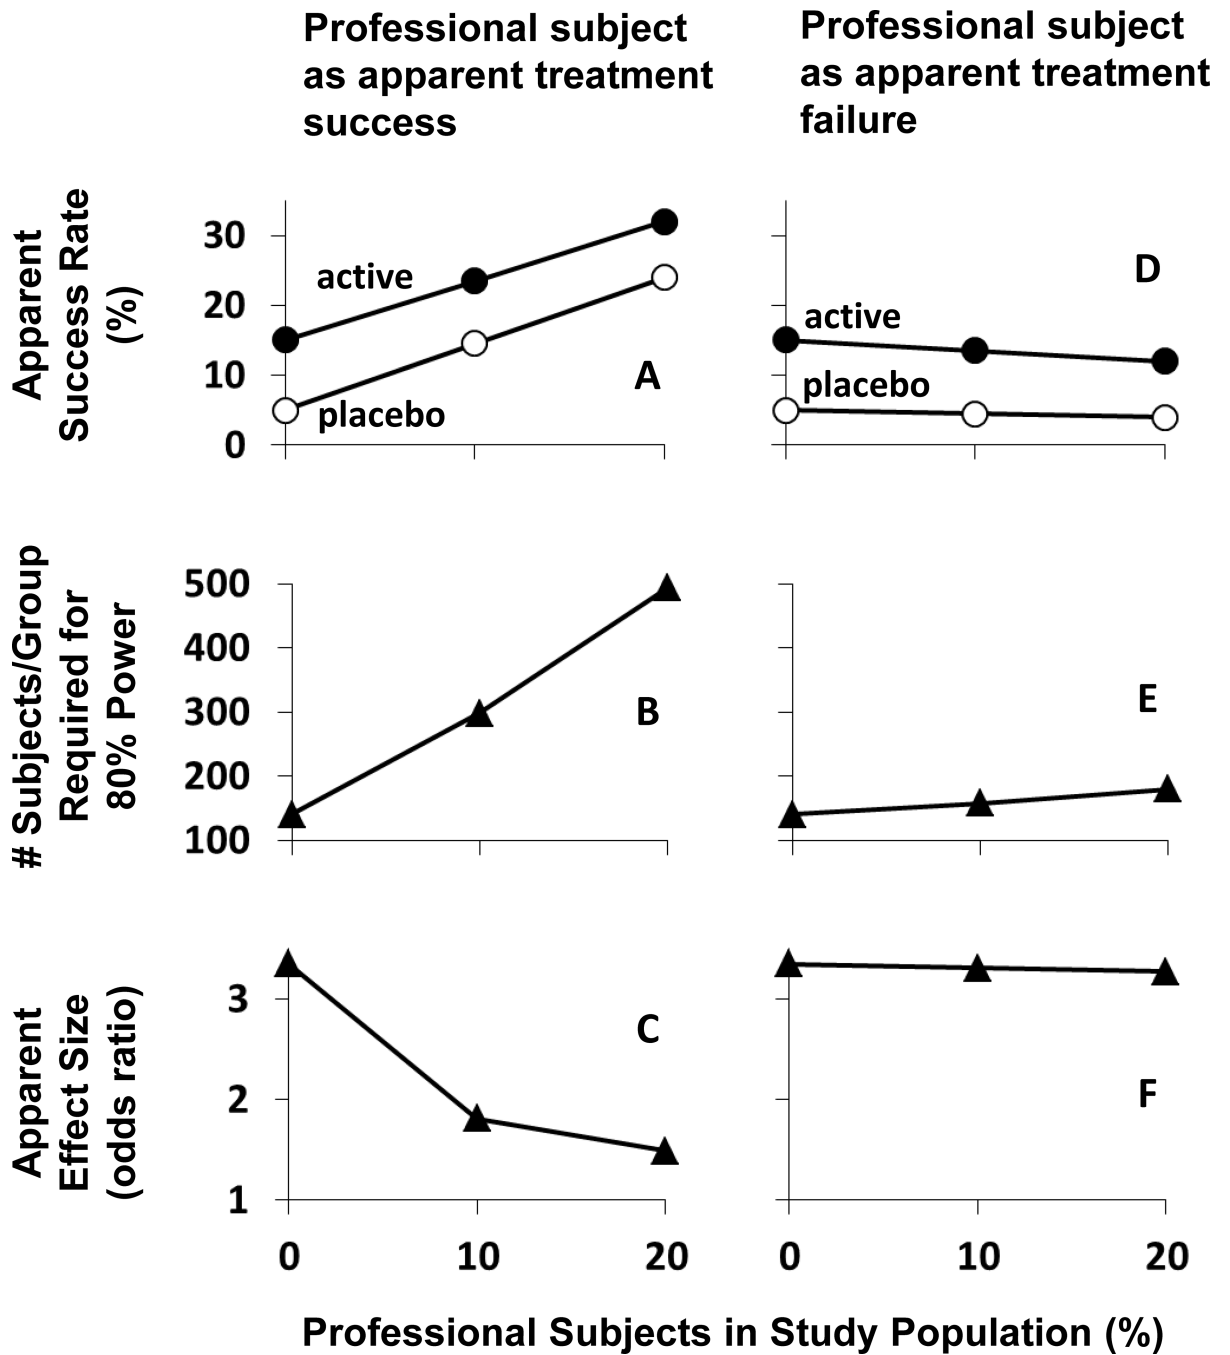 Professional subject
as apparent treatment
success
Professional subject
as apparent treatment
failure
Apparent
Success Rate
(%)
30
20
10
0
active
placebo
A
active
placebo
D
# Subjects/Group
Required for
80% Power
500
400
300
200
100
B
E
Apparent
Effect Size
(odds ratio)
3
2
1
C
F
0 10 20
0 10 20
Professional Subjects in Study Population (%)